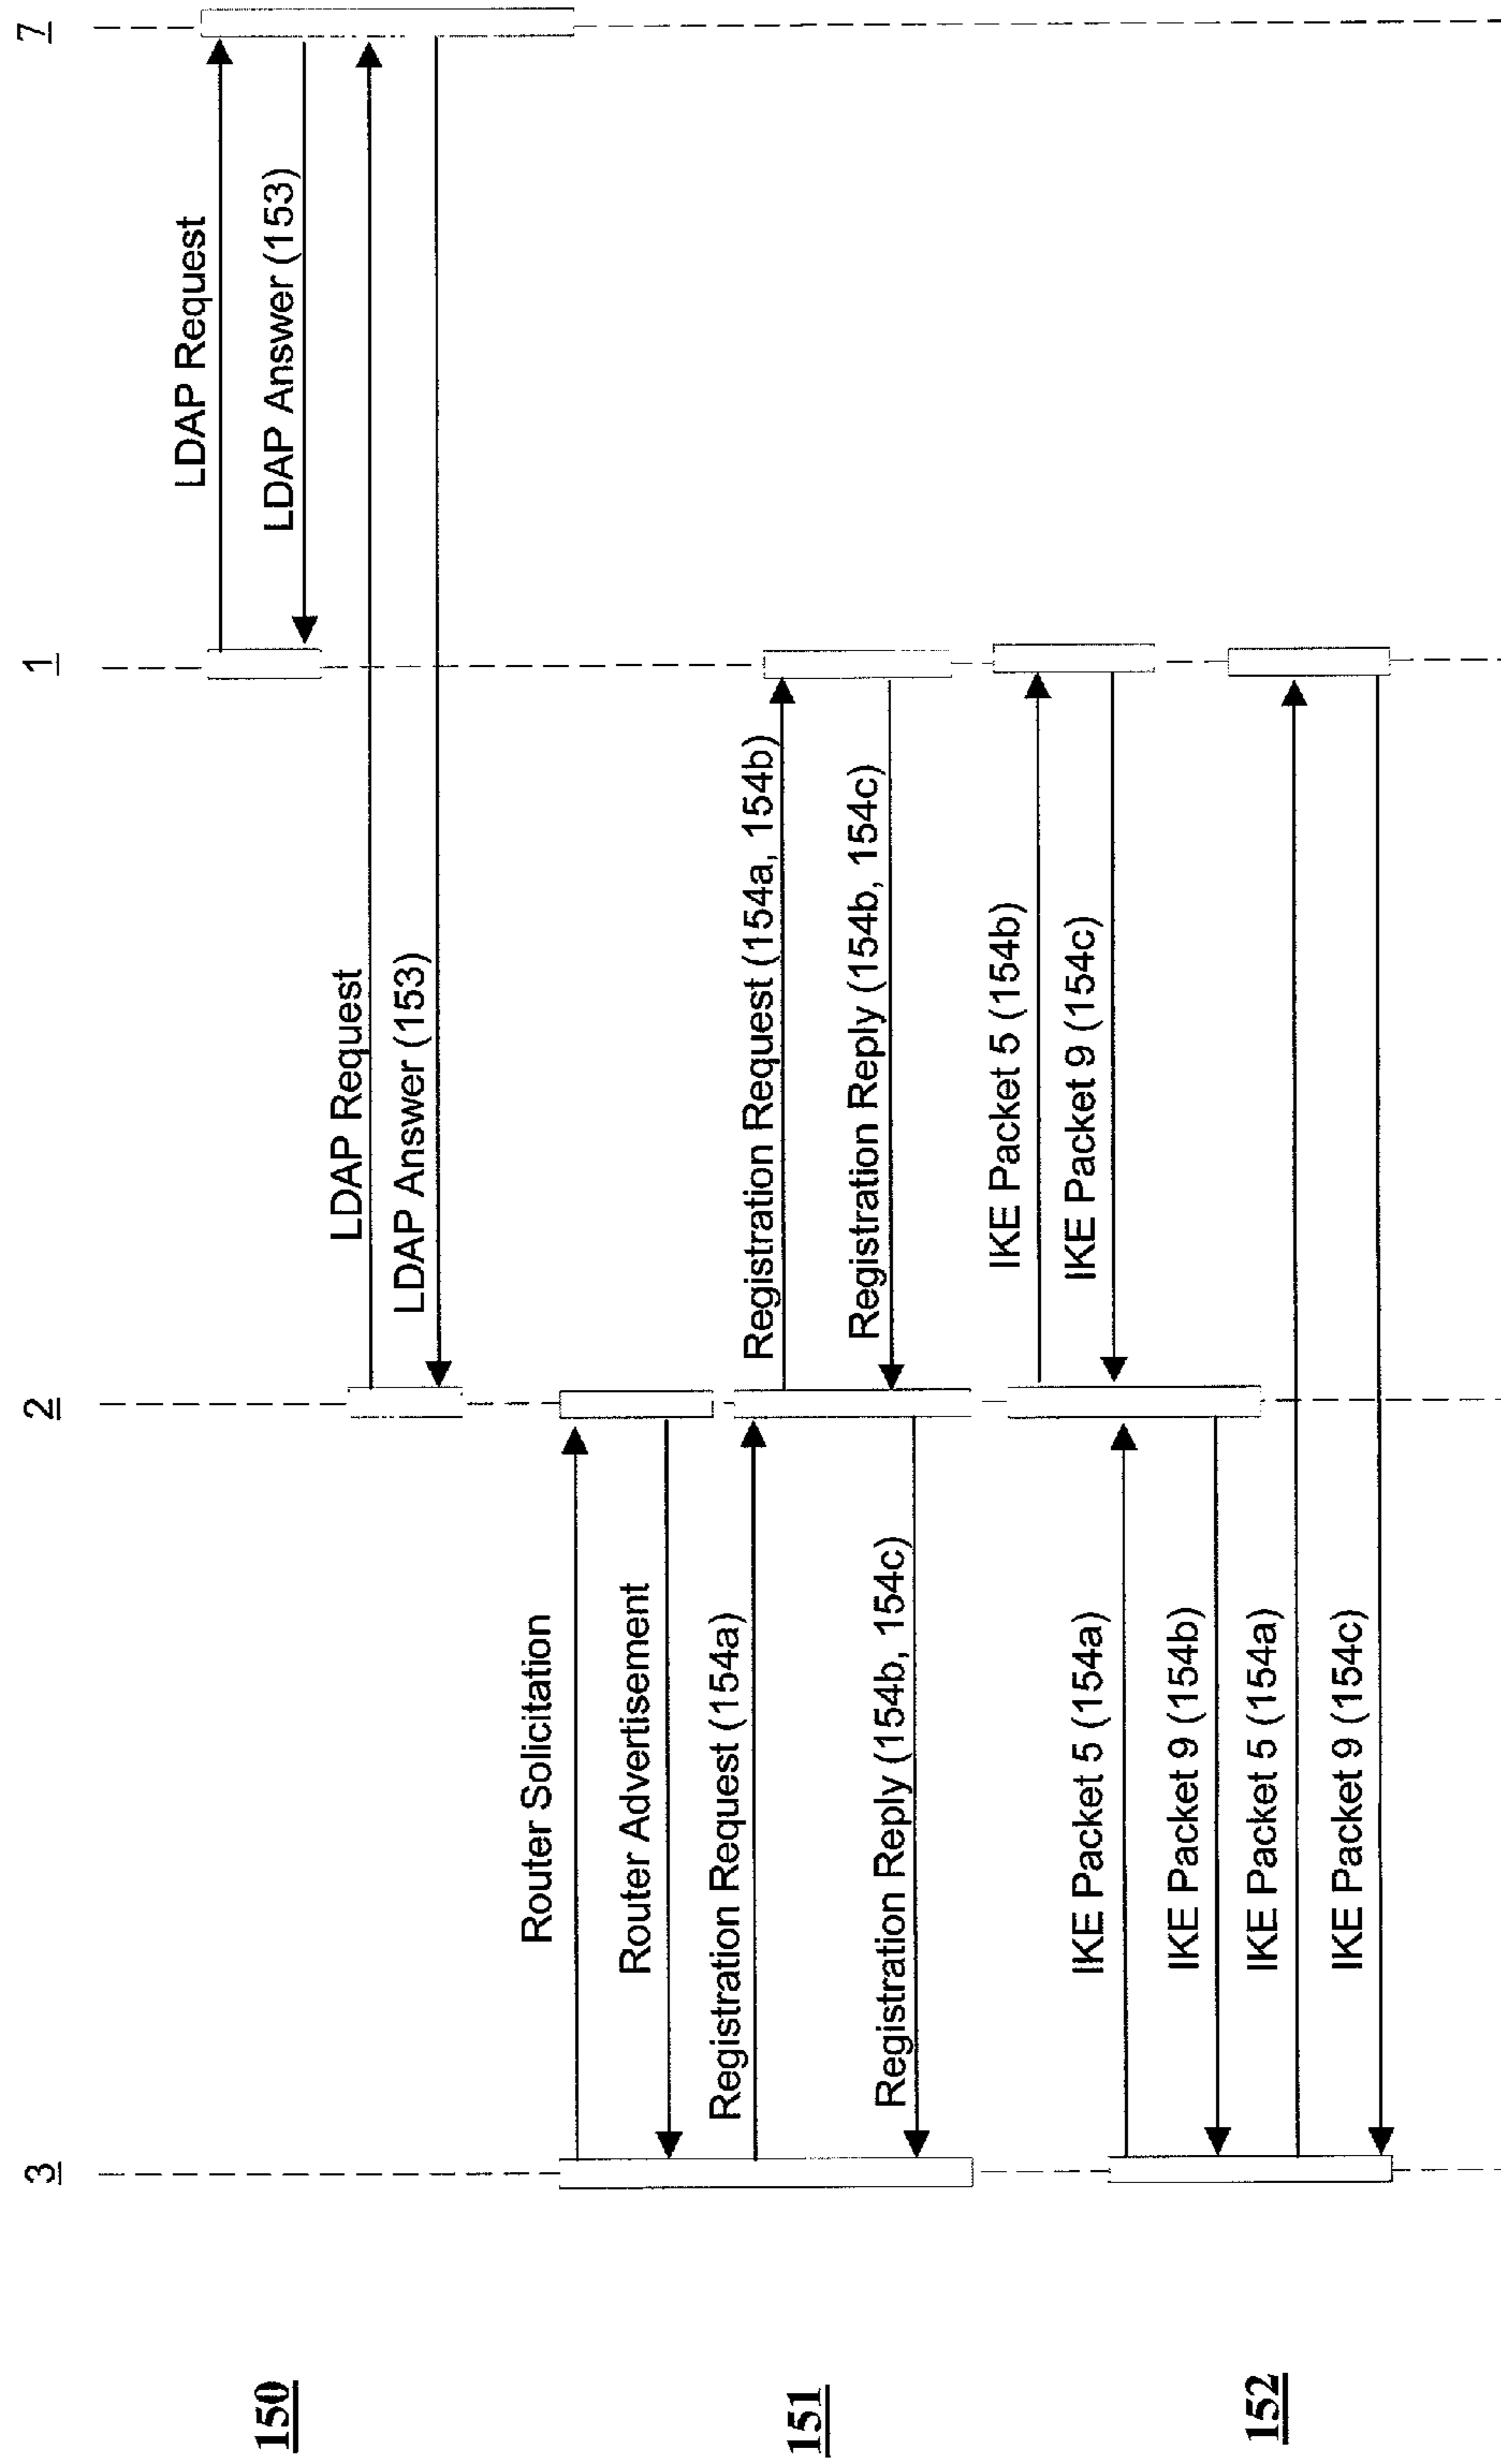 3
2
1
7
150
LDAP Request
LDAP Answer (153)
LDAP Request
LDAP Answer (153)
151
Router Solicitation
Router Advertisement
Registration Request (154a)
Registration Request (154a, 154b)
Registration Reply (154b, 154c)
Registration Reply (154b, 154c)
152
IKE Packet 5 (154b)
IKE Packet 9 (154c)
IKE Packet 5 (154a)
IKE Packet 9 (154b)
IKE Packet 5 (154a)
IKE Packet 9 (154c)